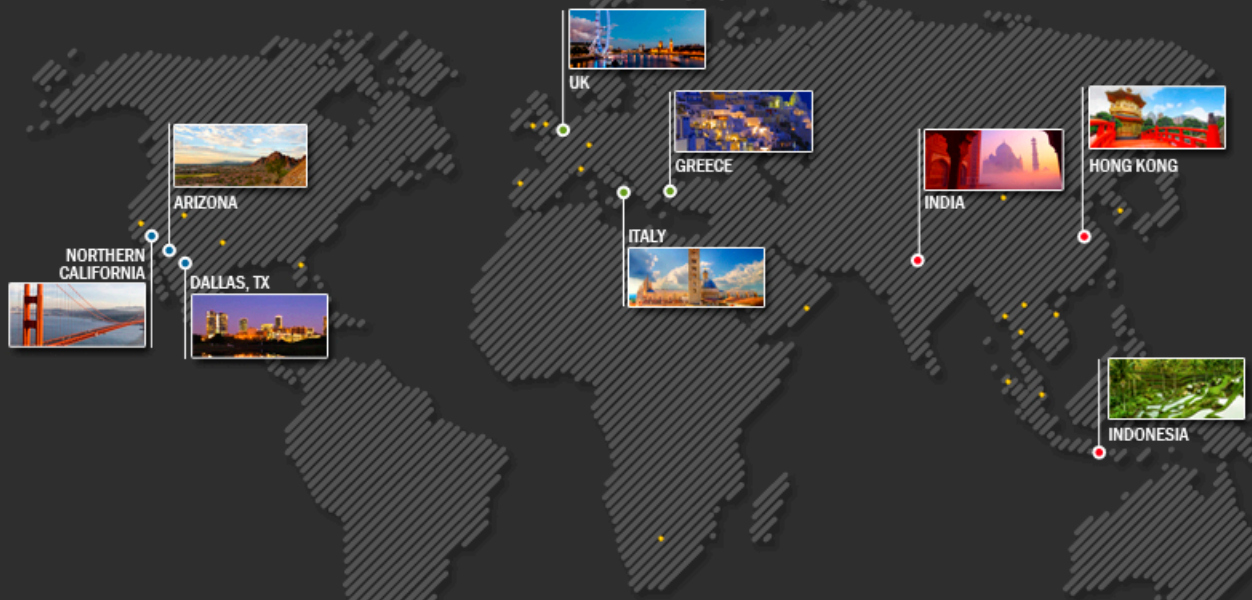 UK
GREECE
ARIZONA
INDIA
HONG KONG
ITALY
NORTHERN
CALIFORNIA
DALLAS, TX
INDONESIA